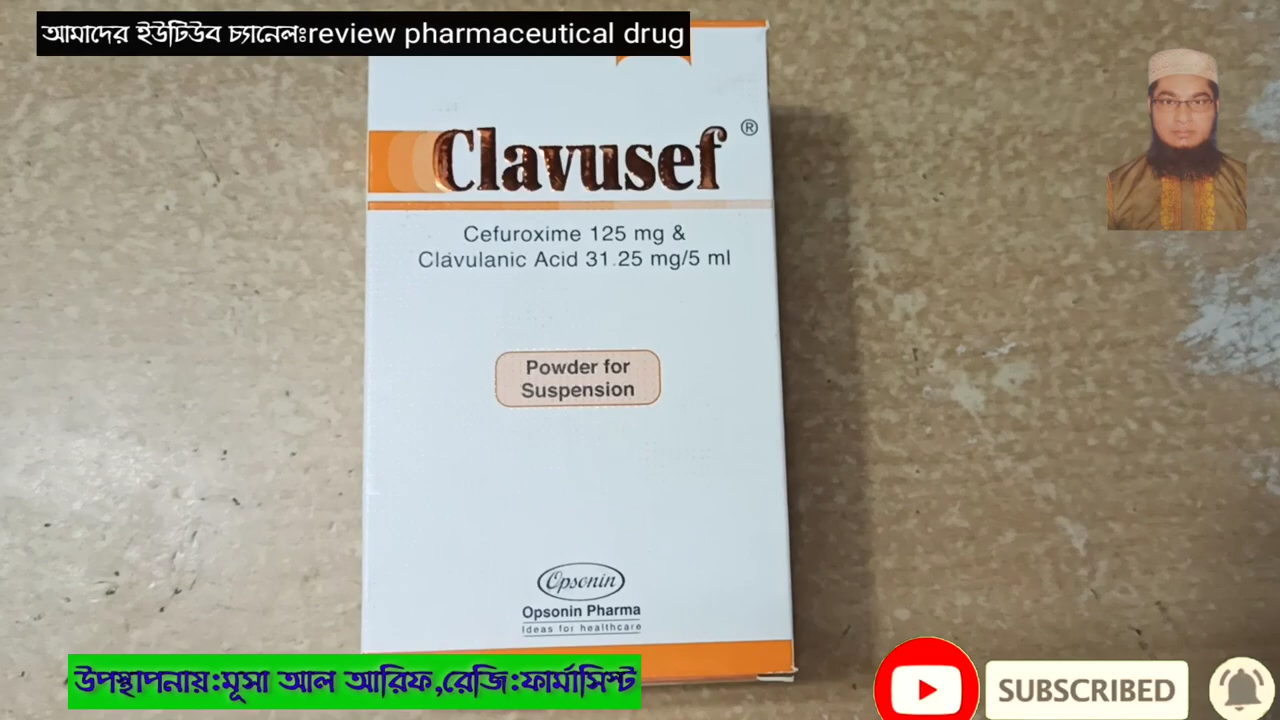 আমাদের ইউটিউব চ্যানেলঃreview pharmaceutical drug
Clavusef ®
Cefuroxime 125 mg &
Clavulanic Acid 31.25 mg/5 ml
Powder for
Suspension
Opsonin
Opsonin Pharma
Ideas for healthcare
উপস্থাপনায়:মূসা আল আরিফ,রেজি:ফার্মাসিস্ট
SUBSCRIBED